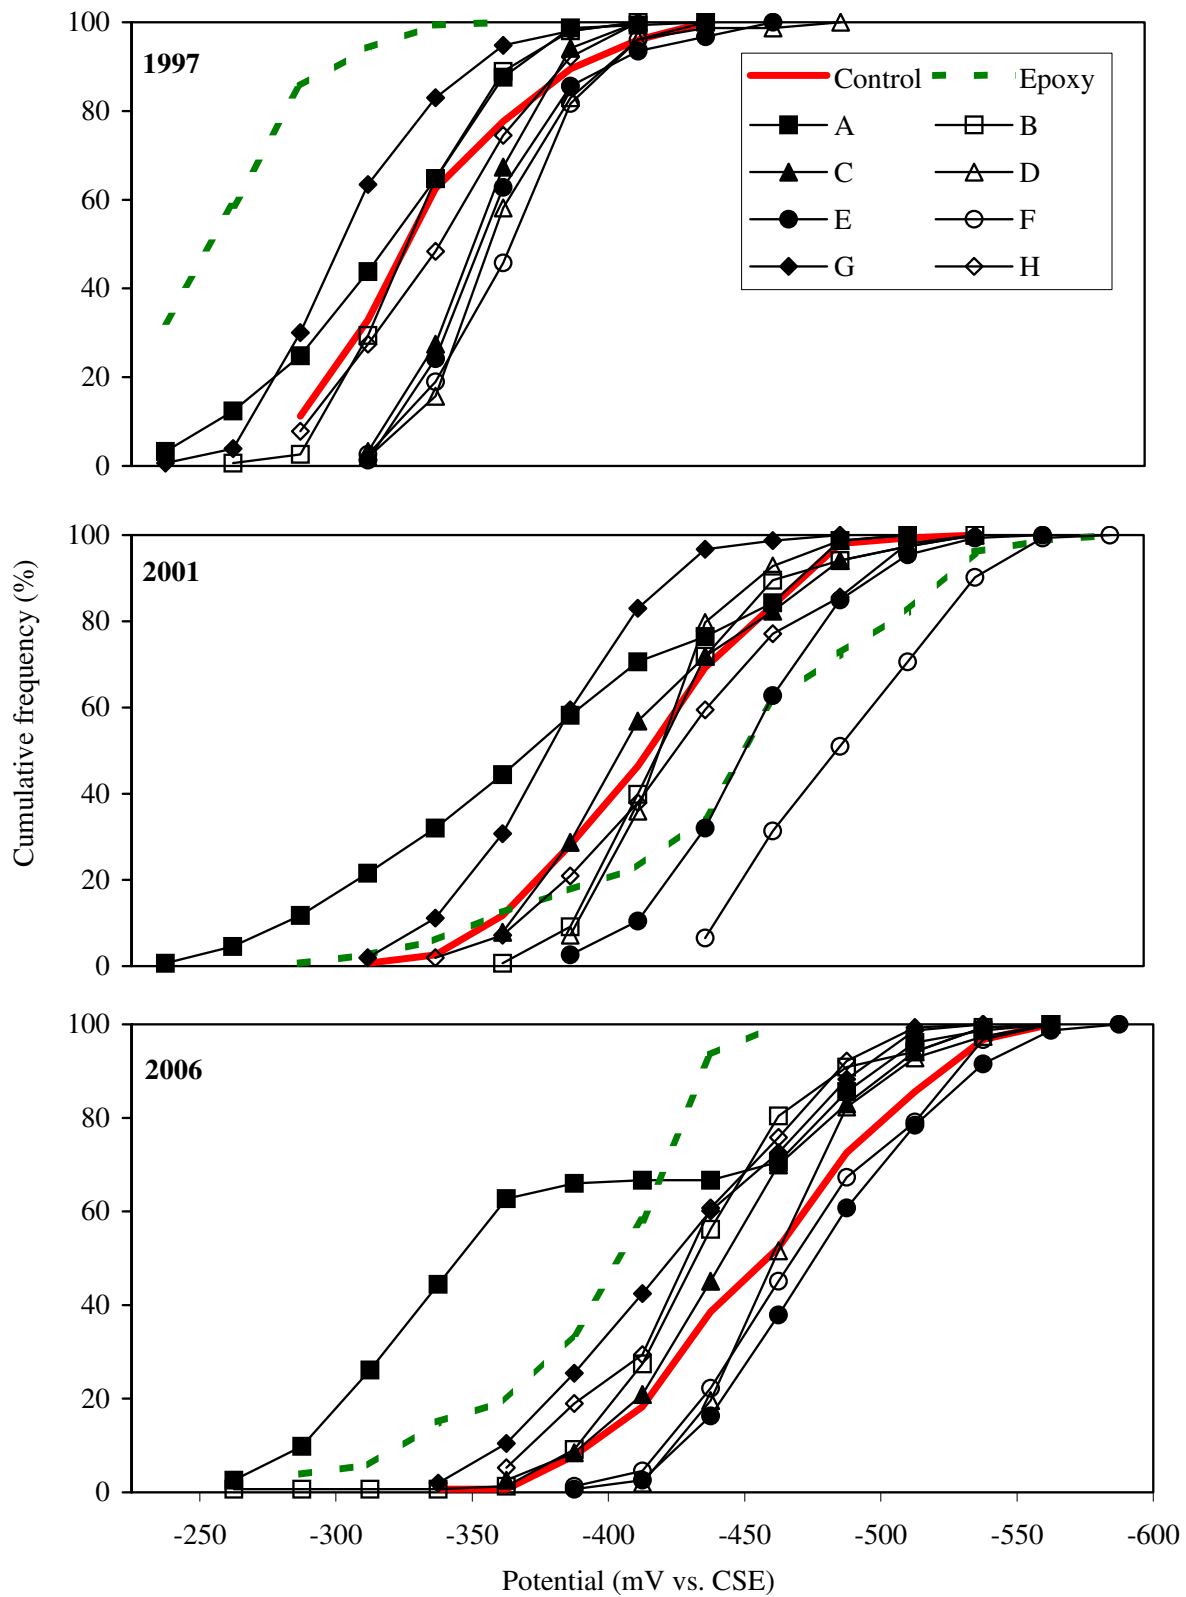 100
80
60
40
20
0
1997
Control Epoxy
A B
C D
E F
G H
Cumulative frequency (%)
100
80
60
40
20
0
2001
100
80
60
40
20
0
2006
-250 -300 -350 -400 -450 -500 -550 -600
Potential (mV vs. CSE)